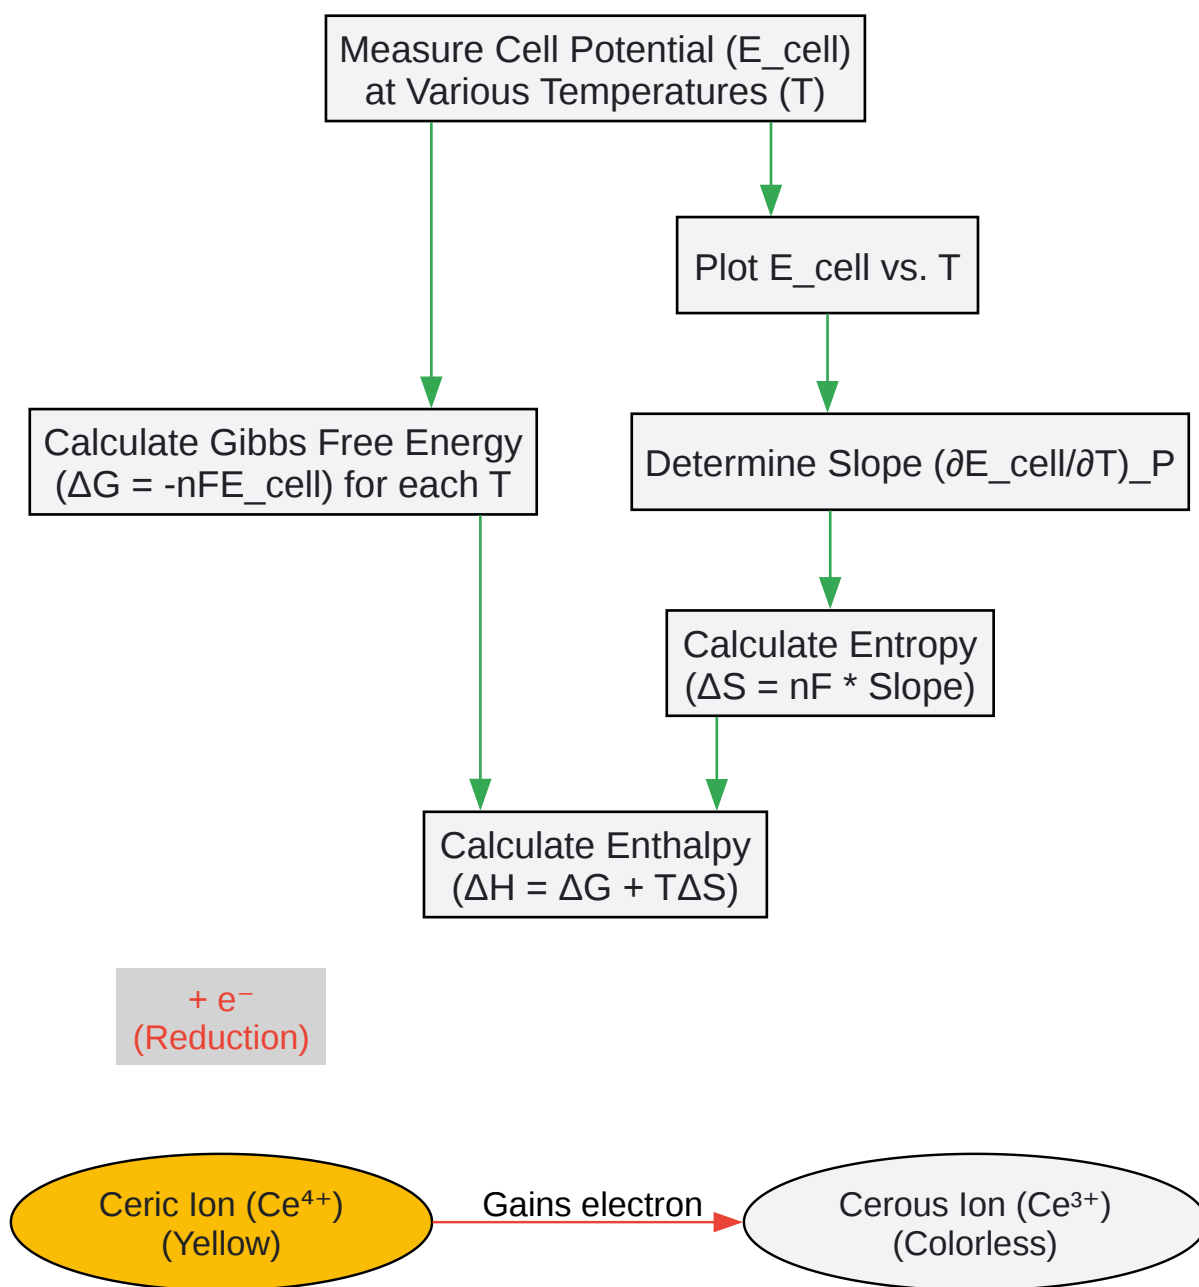 Measure Cell Potential (E_cell)
at Various Temperatures (T)
Plot E_cell vs. T
Calculate Gibbs Free Energy
(ΔG = -nFE_cell) for each T
Determine Slope (∂E_cell/∂T)_P
Calculate Entropy
(ΔS = nF * Slope)
Calculate Enthalpy
(ΔH = ΔG + TΔS)
+ e⁻
(Reduction)
Ceric Ion (Ce⁴⁺)
(Yellow)
Gains electron
Cerous Ion (Ce³⁺)
(Colorless)